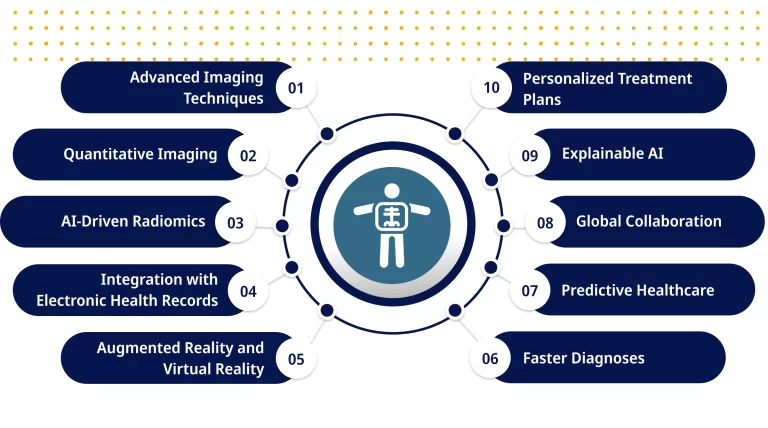 Advanced Imaging
Techniques
01
Quantitative Imaging
02
AI-Driven Radiomics
03
Integration with
Electronic Health Records
04
Augmented Reality and
Virtual Reality
05
10
Personalized Treatment
Plans
09
Explainable AI
08
Global Collaboration
07
Predictive Healthcare
06
Faster Diagnoses